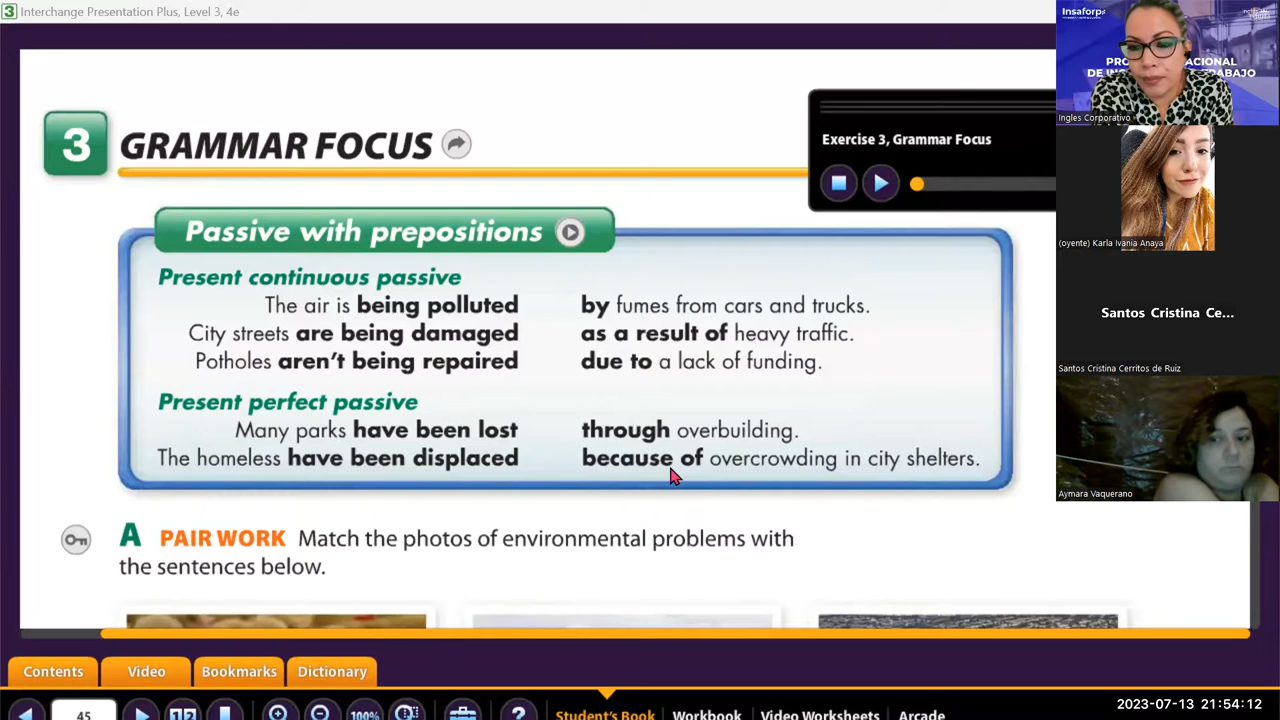 3 Interchange Presentation Plus, Level 3, 4e
3 GRAMMAR FOCUS
Exercise 3, Grammar Focus
Passive with prepositions
Present continuous passive
The air is being polluted by fumes from cars and trucks.
City streets are being damaged as a result of heavy traffic.
Potholes aren't being repaired due to a lack of funding.
Present perfect passive
Many parks have been lost through overbuilding.
The homeless have been displaced because of overcrowding in city shelters.
A PAIR WORK Match the photos of environmental problems with
the sentences below.
Contents Video Bookmarks Dictionary
45 1 2 100% ? Student's Book Workbook Video Worksheets Arcade
Insaforp
Ingles Corporativo
(oyente) Karla Ivania Anaya
Santos Cristina Ce...
Santos Cristina Cerritos de Ruiz
Aymara Vaquerano
2023-07-13 21:54:12